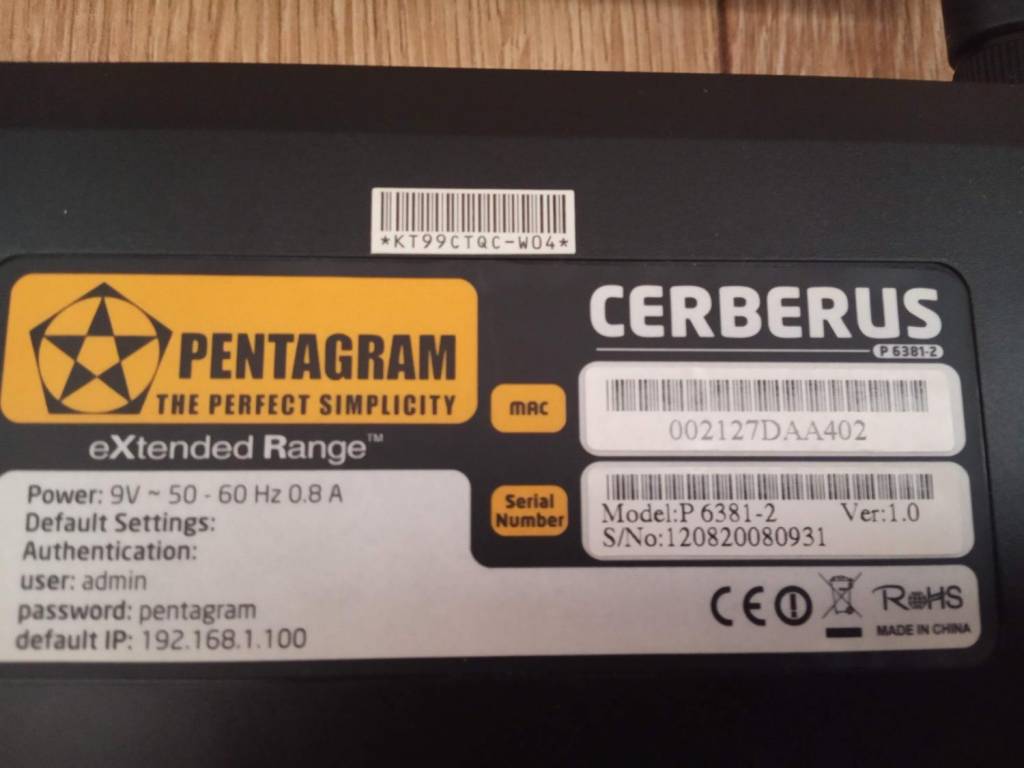 *KT99CTQC-W04*
PENTAGRAM
THE PERFECT SIMPLICITY
eXtended Range™
CERBERUS
P 6381-2
MAC
002127DAA402
Serial
Number
Model:P 6381-2 Ver:1.0
S/No:120820080931
Power: 9V ~ 50 - 60 Hz 0.8 A
Default Settings:
Authentication:
user: admin
password: pentagram
default IP: 192.168.1.100
CE
RoHS
MADE IN CHINA